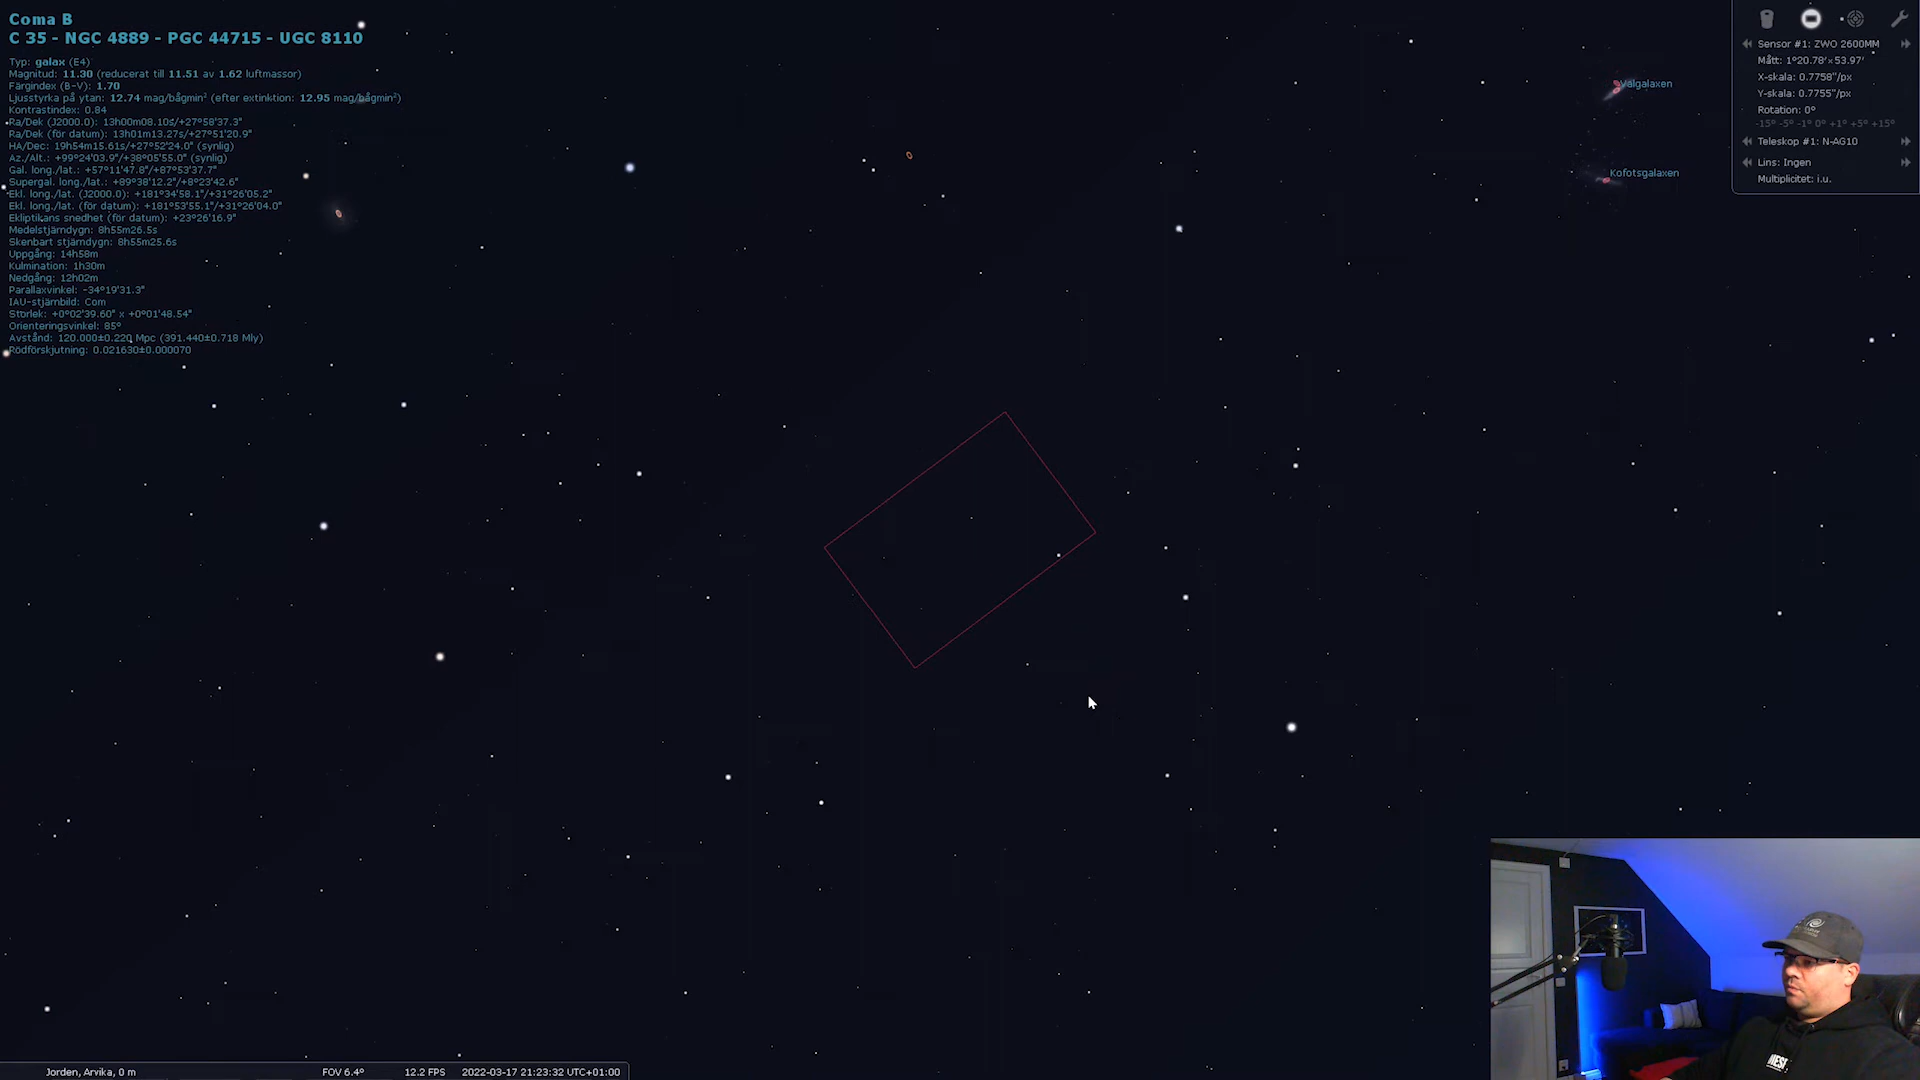 Coma B
C 35 - NGC 4889 - PGC 44715 - UGC 8110
Typ: galax (E4)
Magnitud: 11.30 (reducerat till 11.51 av 1.62 luftmassor)
Färgindex (B-V): 1.70
Ljusstyrka på ytan: 12.74 mag/bågmin² (efter extinktion: 12.95 mag/bågmin²)
Kontrastindex: 0.84
Ra/Dek (J2000.0): 13h00m08.10s/+27°58'37.3"
Ra/Dek (för datum): 13h01m13.27s/+27°51'20.9"
HA/Dec: 19h54m15.61s/+27°52'24.0" (synlig)
Az./Alt.: +99°24'03.9"/+38°05'55.0" (synlig)
Gal. long./lat.: +57°11'47.8"/+87°53'37.7"
Supergal. long./lat.: +89°38'12.2"/+8°23'42.6"
Ekl. long./lat. (J2000.0): +181°34'58.1"/+31°26'05.2"
Ekl. long./lat. (för datum): +181°53'55.1"/+31°26'04.0"
Ekliptikans snedhet (för datum): +23°26'16.9"
Medelstjärndygn: 8h55m26.5s
Skenbart stjärndygn: 8h55m25.6s
Uppgång: 14h58m
Kulmination: 1h30m
Nedgång: 12h02m
Parallaxvinkel: -34°19'31.3"
IAU-stjärnbild: Com
Storlek: +0°02'39.60" x +0°01'48.54"
Orienteringsvinkel: 85°
Avstånd: 120.000±0.220 Mpc (391.440±0.718 Mly)
Rödförskjutning: 0.021630±0.000070
Sensor #1: ZWO 2600MM
Mått: 1°20.78'×53.97'
X-skala: 0.7758"/px
Y-skala: 0.7755"/px
Rotation: 0°
-15° -5° -1° 0° +1° +5° +15°
Teleskop #1: N-AG10
Lins: Ingen
Multiplicitet: i.u.
Valgalaxen
Kofotsgalaxen
Jorden, Arvika, 0 m
FOV 6.4°
12.2 FPS
2022-03-17 21:23:32 UTC+01:00